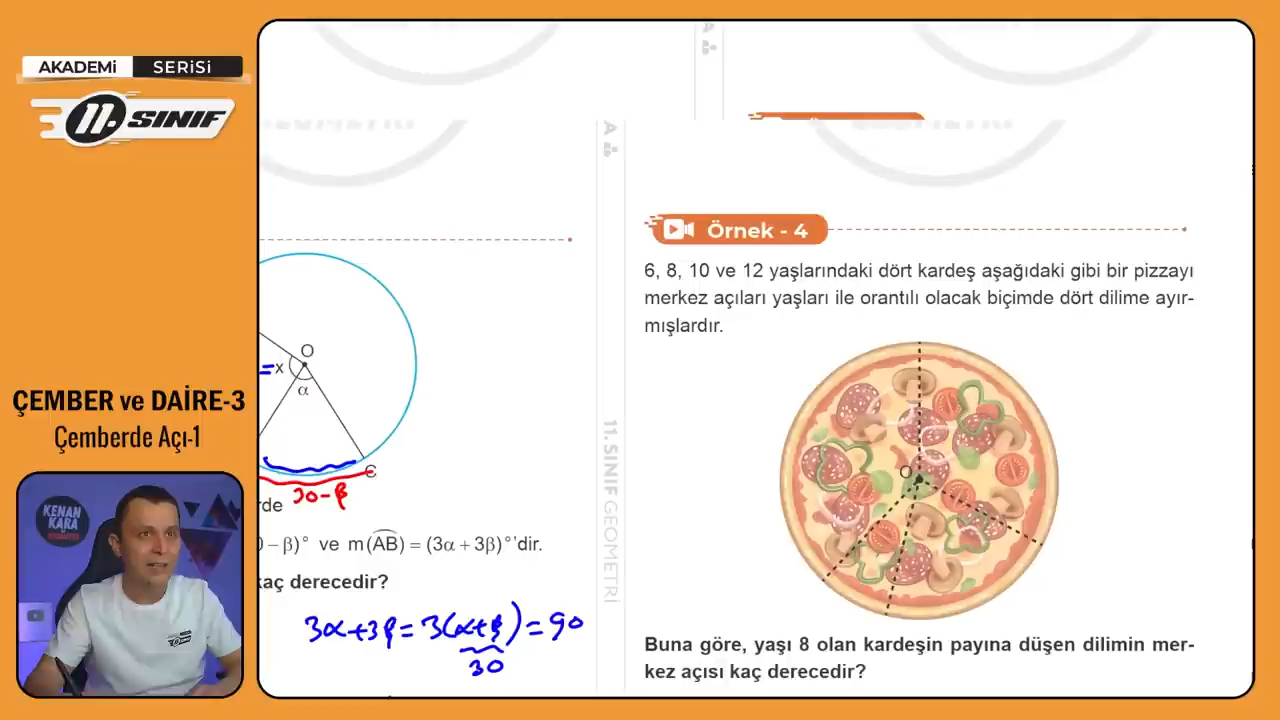 AKADEMİ SERİSİ
11. SINIF
ÇEMBER ve DAİRE-3
Çemberde Açı-1
KENAN
KARA
O
=x
α
C
30-β
rde
– β)° ve m(AB) = (3α + 3β)°'dir.
kaç derecedir?
3α+3β=3(α+β)=90
30
A
11. SINIF GEOMETRİ
Örnek - 4
6, 8, 10 ve 12 yaşlarındaki dört kardeş aşağıdaki gibi bir pizzayı
merkez açıları yaşları ile orantılı olacak biçimde dört dilime ayır-
mışlardır.
O
Buna göre, yaşı 8 olan kardeşin payına düşen dilimin mer-
kez açısı kaç derecedir?